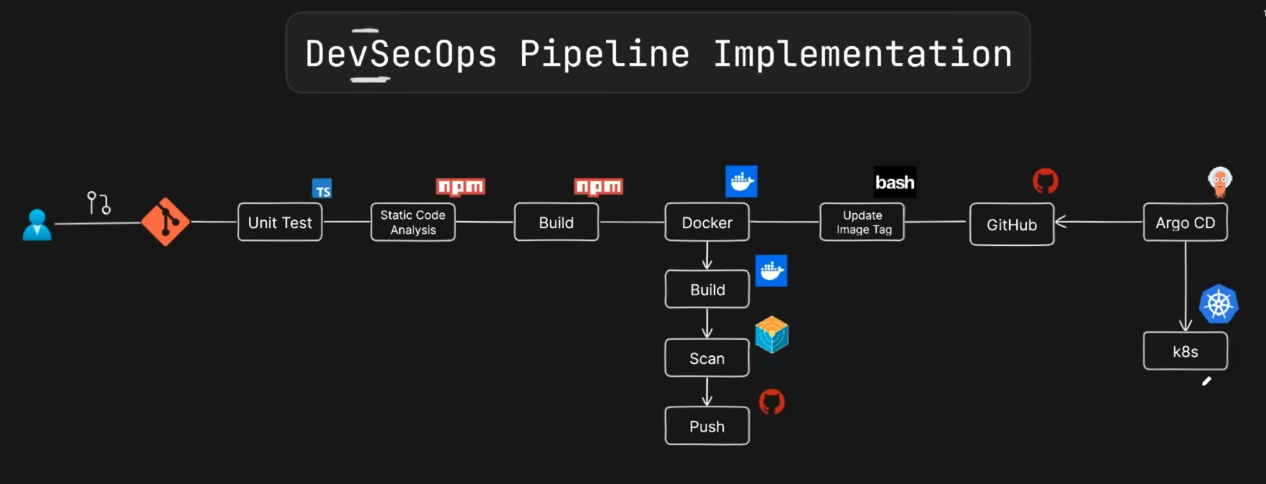 DevSecOps Pipeline Implementation
TS
npm
npm
bash
Unit Test
Static Code
Analysis
Build
Docker
Update
Image Tag
GitHub
Argo CD
Build
Scan
k8s
Push